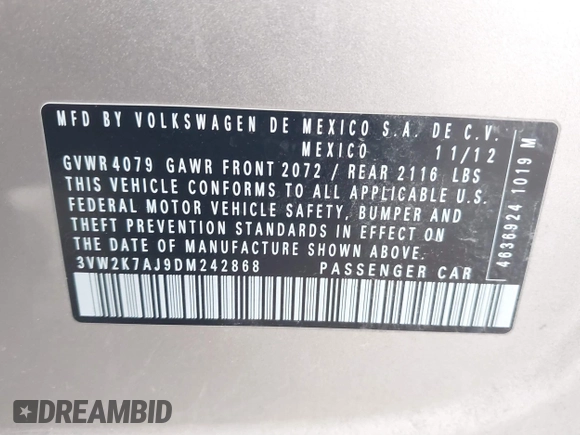 MFD BY VOLKSWAGEN DE MEXICO S.A. DE C.V.
MEXICO 11/12
GVWR 4079 GAWR FRONT 2072 / REAR 2116 LBS
THIS VEHICLE CONFORMS TO ALL APPLICABLE U.S.
FEDERAL MOTOR VEHICLE SAFETY, BUMPER AND
THEFT PREVENTION STANDARDS IN EFFECT ON
THE DATE OF MANUFACTURE SHOWN ABOVE.
3VW2K7AJ9DM242868 PASSENGER CAR
4636924 1019 M
DREAMBID